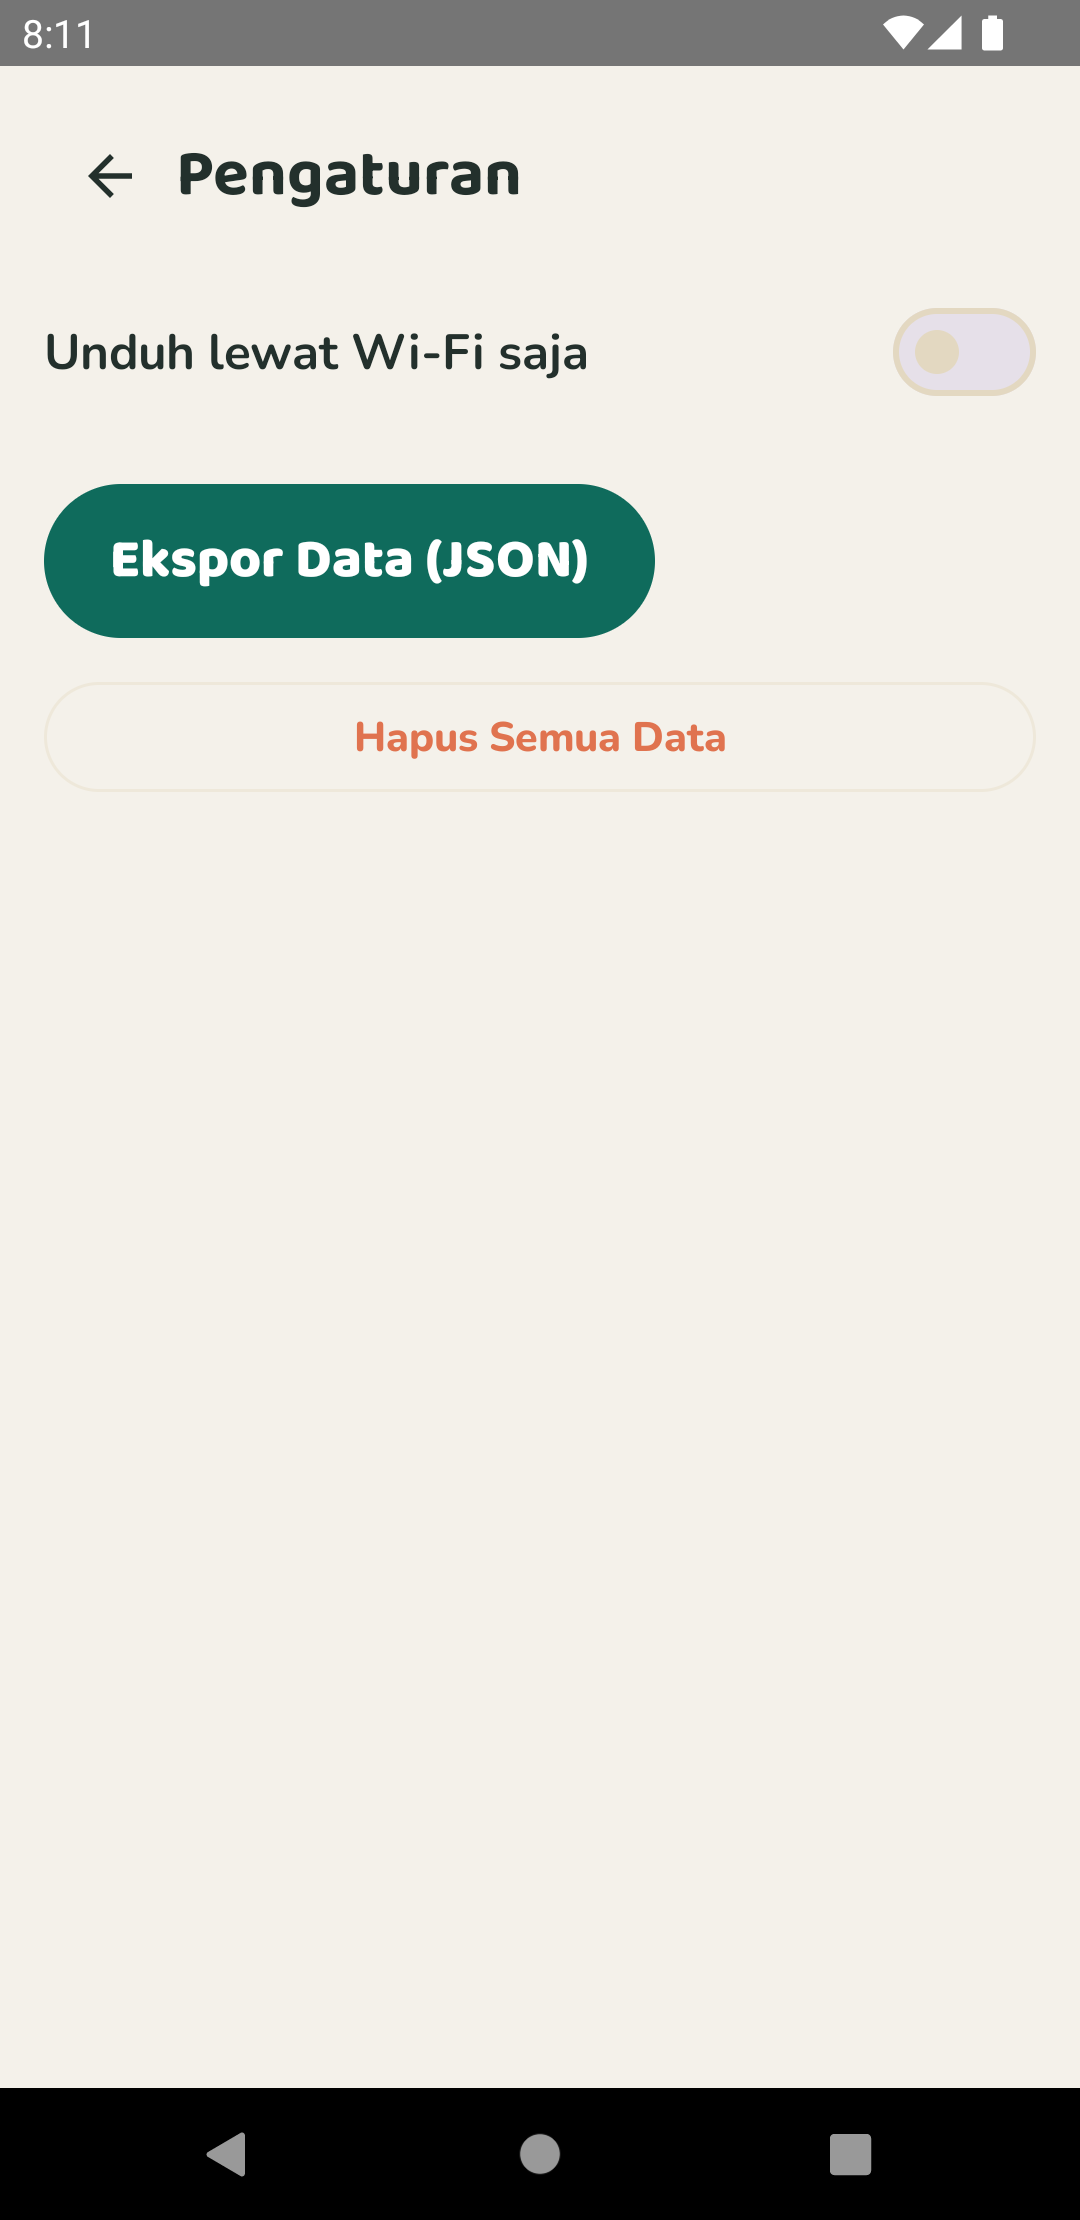 8:11
Pengaturan
Unduh lewat Wi-Fi saja
Ekspor Data (JSON)
Hapus Semua Data